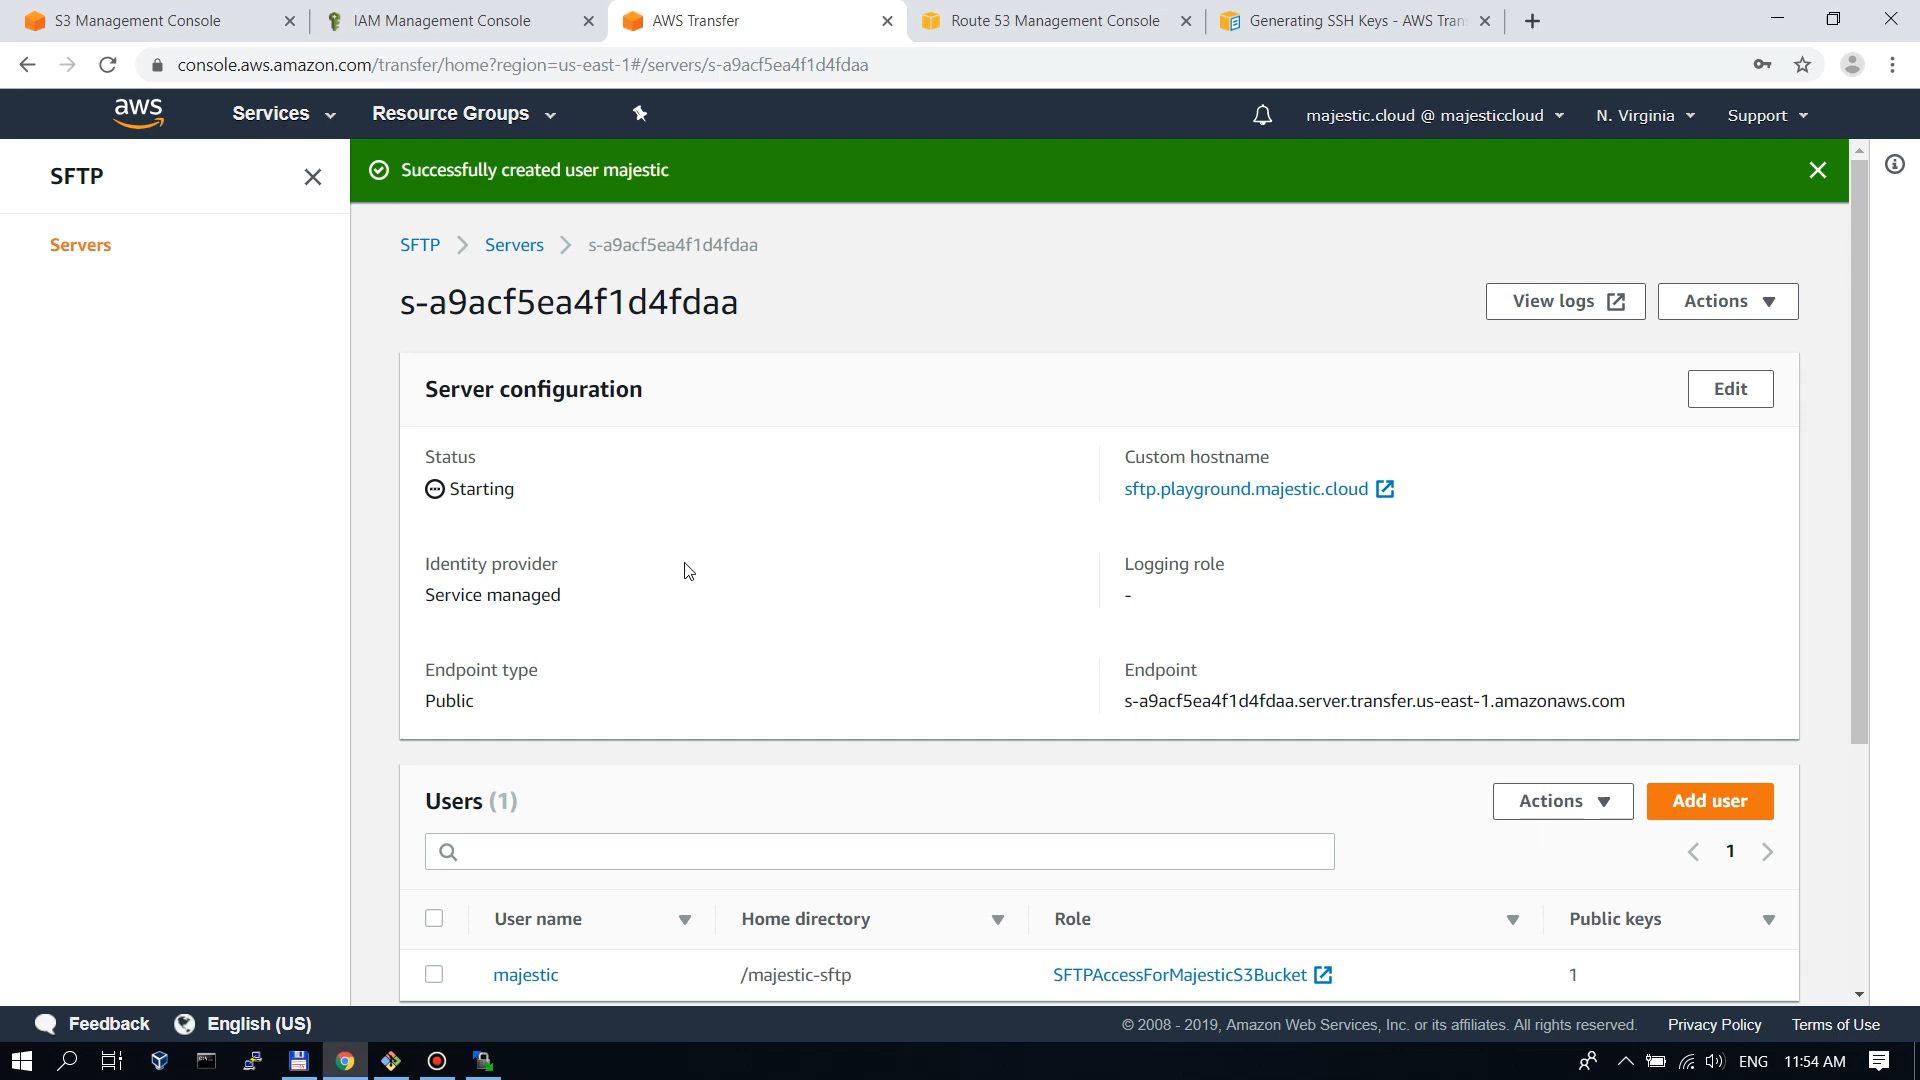 S3 Management Console
IAM Management Console
AWS Transfer
Route 53 Management Console
Generating SSH Keys - AWS Tran
console.aws.amazon.com/transfer/home?region=us-east-1#/servers/s-a9acf5ea4f1d4fdaa
aws
Services
Resource Groups
majestic.cloud @ majesticcloud
N. Virginia
Support
SFTP
Successfully created user majestic
Servers
SFTP
Servers
s-a9acf5ea4f1d4fdaa
s-a9acf5ea4f1d4fdaa
View logs
Actions
Server configuration
Edit
Status
Starting
Custom hostname
sftp.playground.majestic.cloud
Identity provider
Service managed
Logging role
-
Endpoint type
Public
Endpoint
s-a9acf5ea4f1d4fdaa.server.transfer.us-east-1.amazonaws.com
Users (1)
Actions
Add user
1
User name
Home directory
Role
Public keys
majestic
/majestic-sftp
SFTPAccessForMajesticS3Bucket
1
Feedback
English (US)
© 2008 - 2019, Amazon Web Services, Inc. or its affiliates. All rights reserved.
Privacy Policy
Terms of Use
ENG
11:54 AM